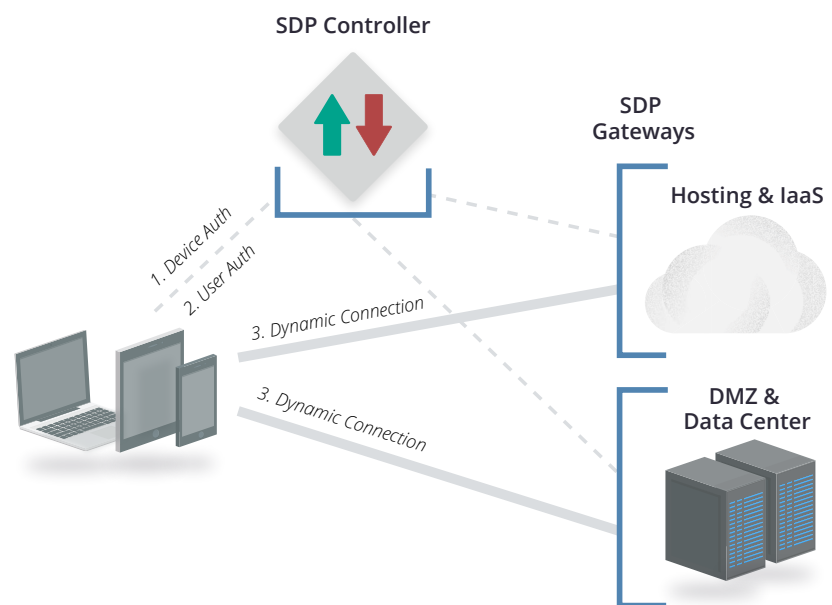 SDP Controller
SDP
Gateways
Hosting & IaaS
1. Device Auth
2. User Auth
3. Dynamic Connection
3. Dynamic Connection
DMZ &
Data Center